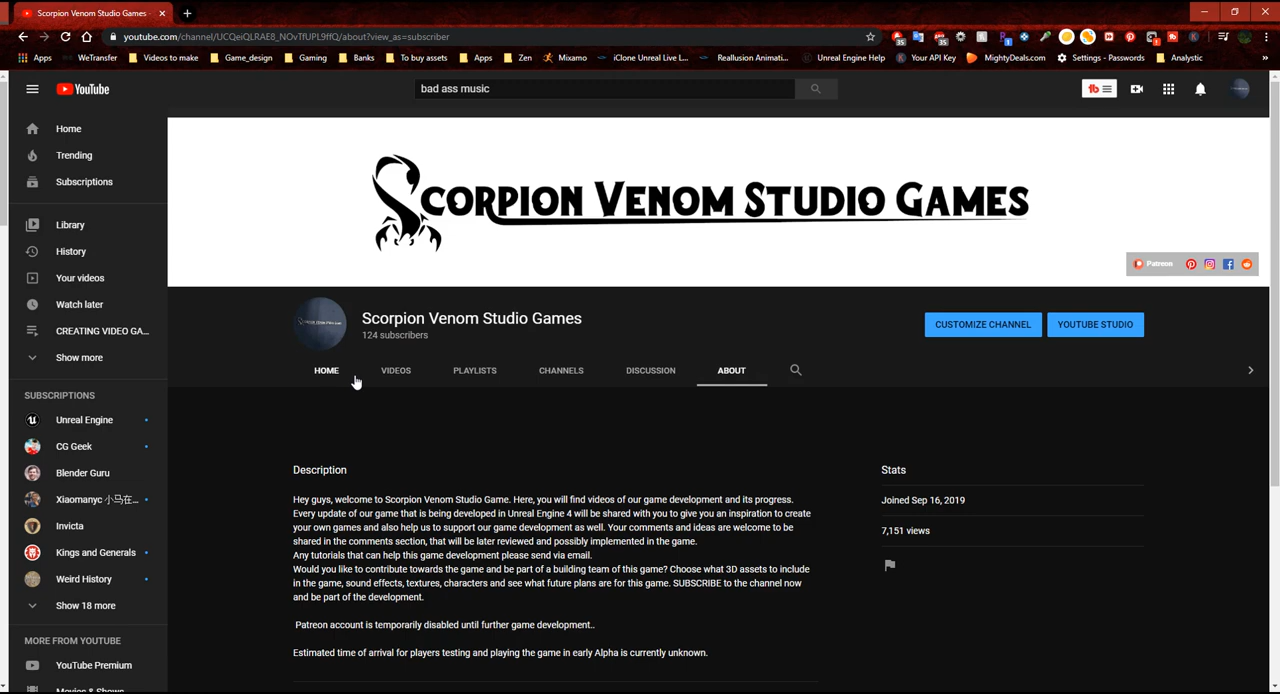 Scorpion Venom Studio Games -
youtube.com/channel/UCQeiQLRAE8_NOvTfUPL9ffQ/about?view_as=subscriber
Apps WeTransfer Videos to make Game_design Gaming Banks To buy assets Apps Zen Mixamo iClone Unreal Live L... Reallusion Animati... Unreal Engine Help Your API Key MightyDeals.com Settings - Passwords Analytic »
YouTube bad ass music
Home
Trending
Subscriptions
Library
History
Your videos
Watch later
CREATING VIDEO GA...
Show more
SUBSCRIPTIONS
Unreal Engine
CG Geek
Blender Guru
Xiaomanyc 小马在...
Invicta
Kings and Generals
Weird History
Show 18 more
MORE FROM YOUTUBE
YouTube Premium
Movies & Shows
SCORPION VENOM STUDIO GAMES
Patreon
Scorpion Venom Studio Games
124 subscribers
CUSTOMIZE CHANNEL YOUTUBE STUDIO
HOME VIDEOS PLAYLISTS CHANNELS DISCUSSION ABOUT
Description
Hey guys, welcome to Scorpion Venom Studio Game. Here, you will find videos of our game development and its progress.
Every update of our game that is being developed in Unreal Engine 4 will be shared with you to give you an inspiration to create
your own games and also help us to support our game development as well. Your comments and ideas are welcome to be
shared in the comments section, that will be later reviewed and possibly implemented in the game.
Any tutorials that can help this game development please send via email.
Would you like to contribute towards the game and be part of a building team of this game? Choose what 3D assets to include
in the game, sound effects, textures, characters and see what future plans are for this game. SUBSCRIBE to the channel now
and be part of the development.
Patreon account is temporarily disabled until further game development..
Estimated time of arrival for players testing and playing the game in early Alpha is currently unknown.
Stats
Joined Sep 16, 2019
7,151 views